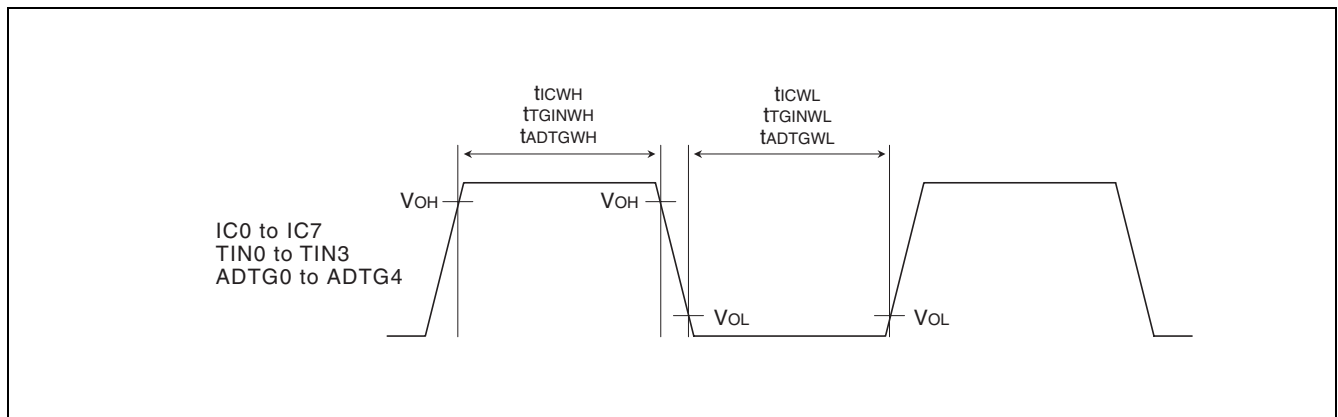 tICWH
tTGINWH
tADTGWH
tICWL
tTGINWL
tADTGWL
VOH
VOH
IC0 to IC7
TIN0 to TIN3
ADTG0 to ADTG4
VOL
VOL